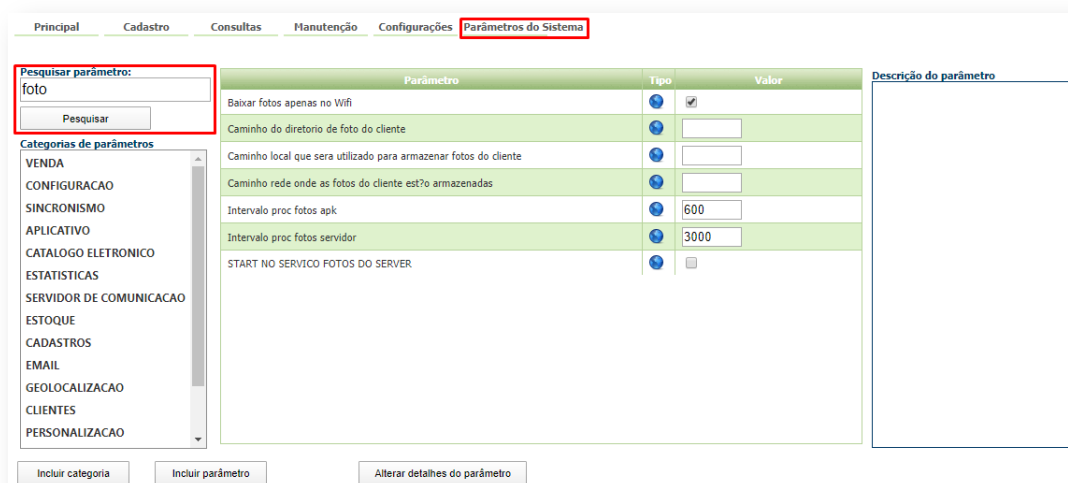 Principal Cadastro Consultas Manutenção Configurações Parâmetros do Sistema
Pesquisar parâmetro:
foto
Pesquisar
Categorias de parâmetros
VENDA
CONFIGURACAO
SINCRONISMO
APLICATIVO
CATALOGO ELETRONICO
ESTATISTICAS
SERVIDOR DE COMUNICACAO
ESTOQUE
CADASTROS
EMAIL
GEOLOCALIZACAO
CLIENTES
PERSONALIZACAO
Parâmetro Tipo Valor
Baixar fotos apenas no Wifi
Caminho do diretorio de foto do cliente
Caminho local que sera utilizado para armazenar fotos do cliente
Caminho rede onde as fotos do cliente est?o armazenadas
Intervalo proc fotos apk 600
Intervalo proc fotos servidor 3000
START NO SERVICO FOTOS DO SERVER
Descrição do parâmetro
Incluir categoria Incluir parâmetro Alterar detalhes do parâmetro